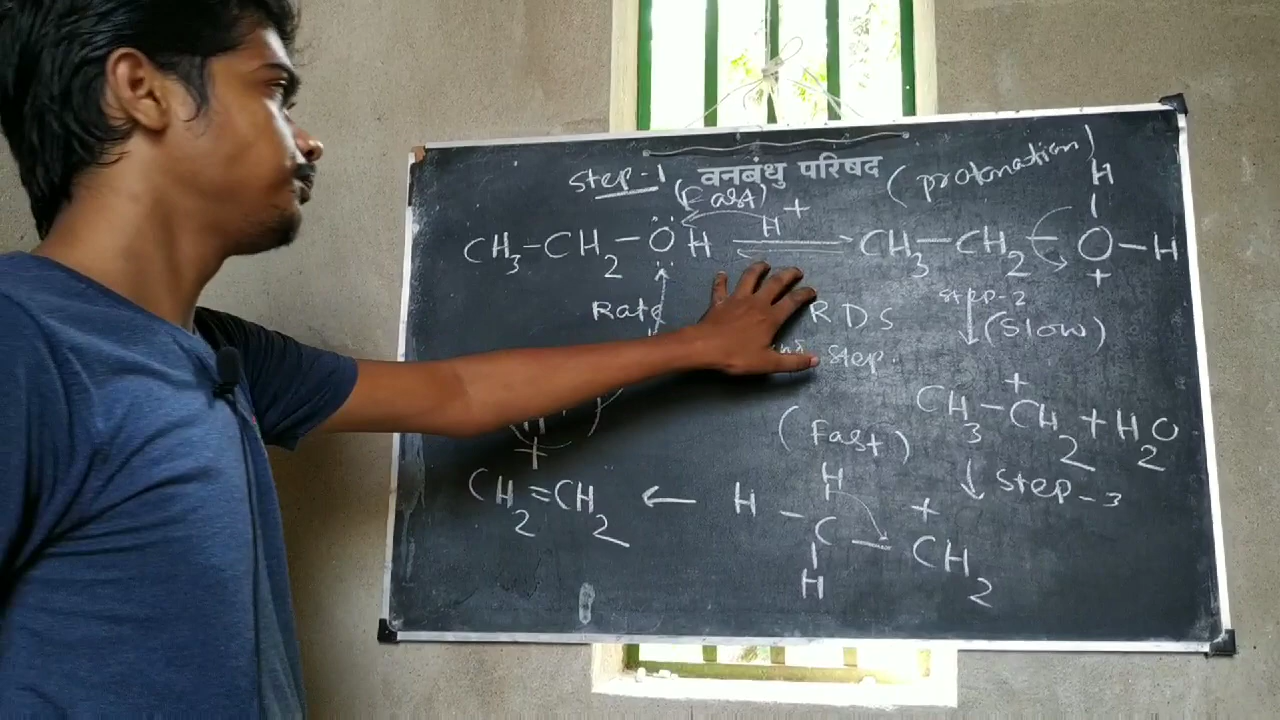 वनबंधु परिषद
step-1 (Fast) (protonation)
CH3-CH2-ÖH ⇌ H+ CH3-CH2-O+-H
H
step-2
(Slow)
Rate RDS
step.
CH3-CH2+ + H2O
step-3
(Fast)
H+
CH2=CH2 ← H-C-CH2+
H
H